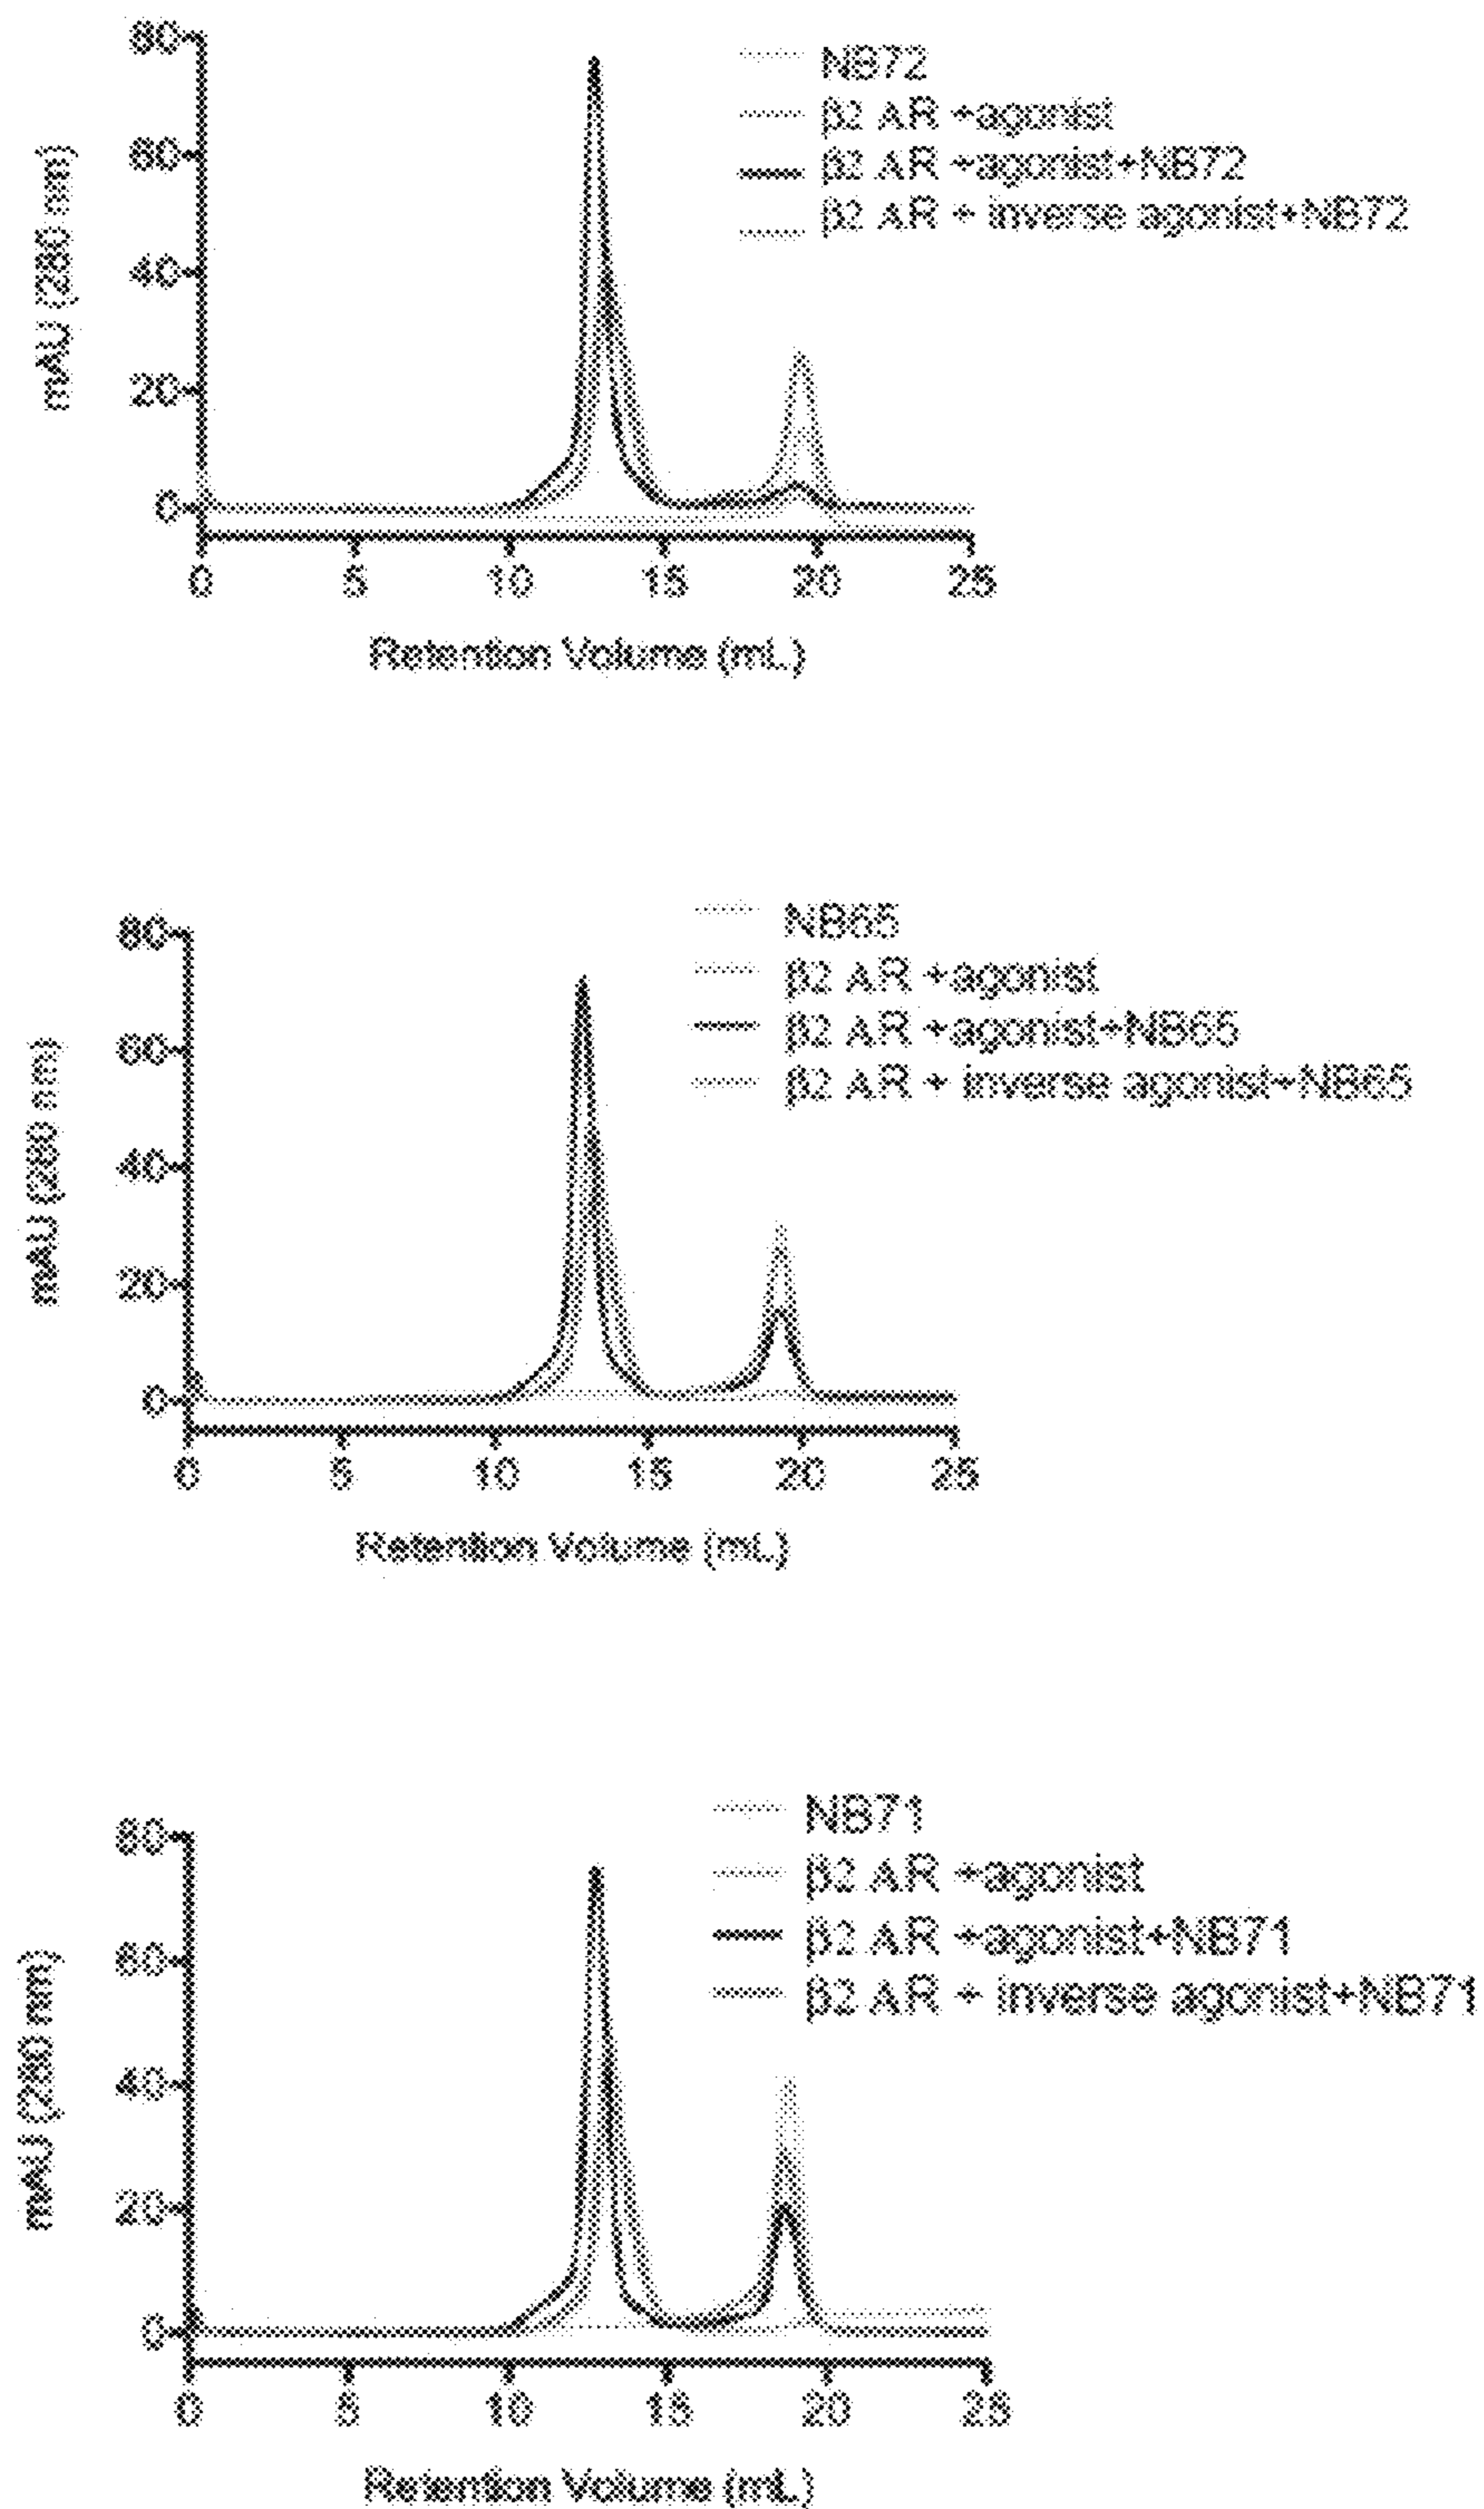 80
60
40
20
0
mAU (280 nm)
0 5 10 15 20 25
Retention Volume (mL)
NB72
β2 AR +agonist
β2 AR +agonist+NB72
β2 AR + inverse agonist+NB72
80
60
40
20
0
mAU (280 nm)
0 5 10 15 20 25
Retention Volume (mL)
NB65
β2 AR +agonist
β2 AR +agonist+NB65
β2 AR + inverse agonist+NB65
80
60
40
20
0
mAU (280 nm)
0 5 10 15 20 25
Retention Volume (mL)
NB71
β2 AR +agonist
β2 AR +agonist+NB71
β2 AR + inverse agonist+NB71